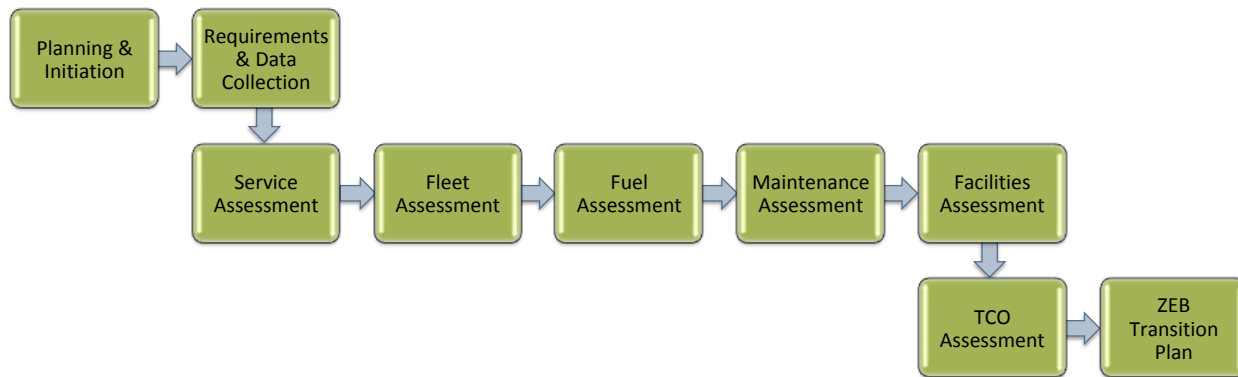 Planning &
Initiation
Requirements
& Data
Collection
Service
Assessment
Fleet
Assessment
Fuel
Assessment
Maintenance
Assessment
Facilities
Assessment
TCO
Assessment
ZEB
Transition
Plan